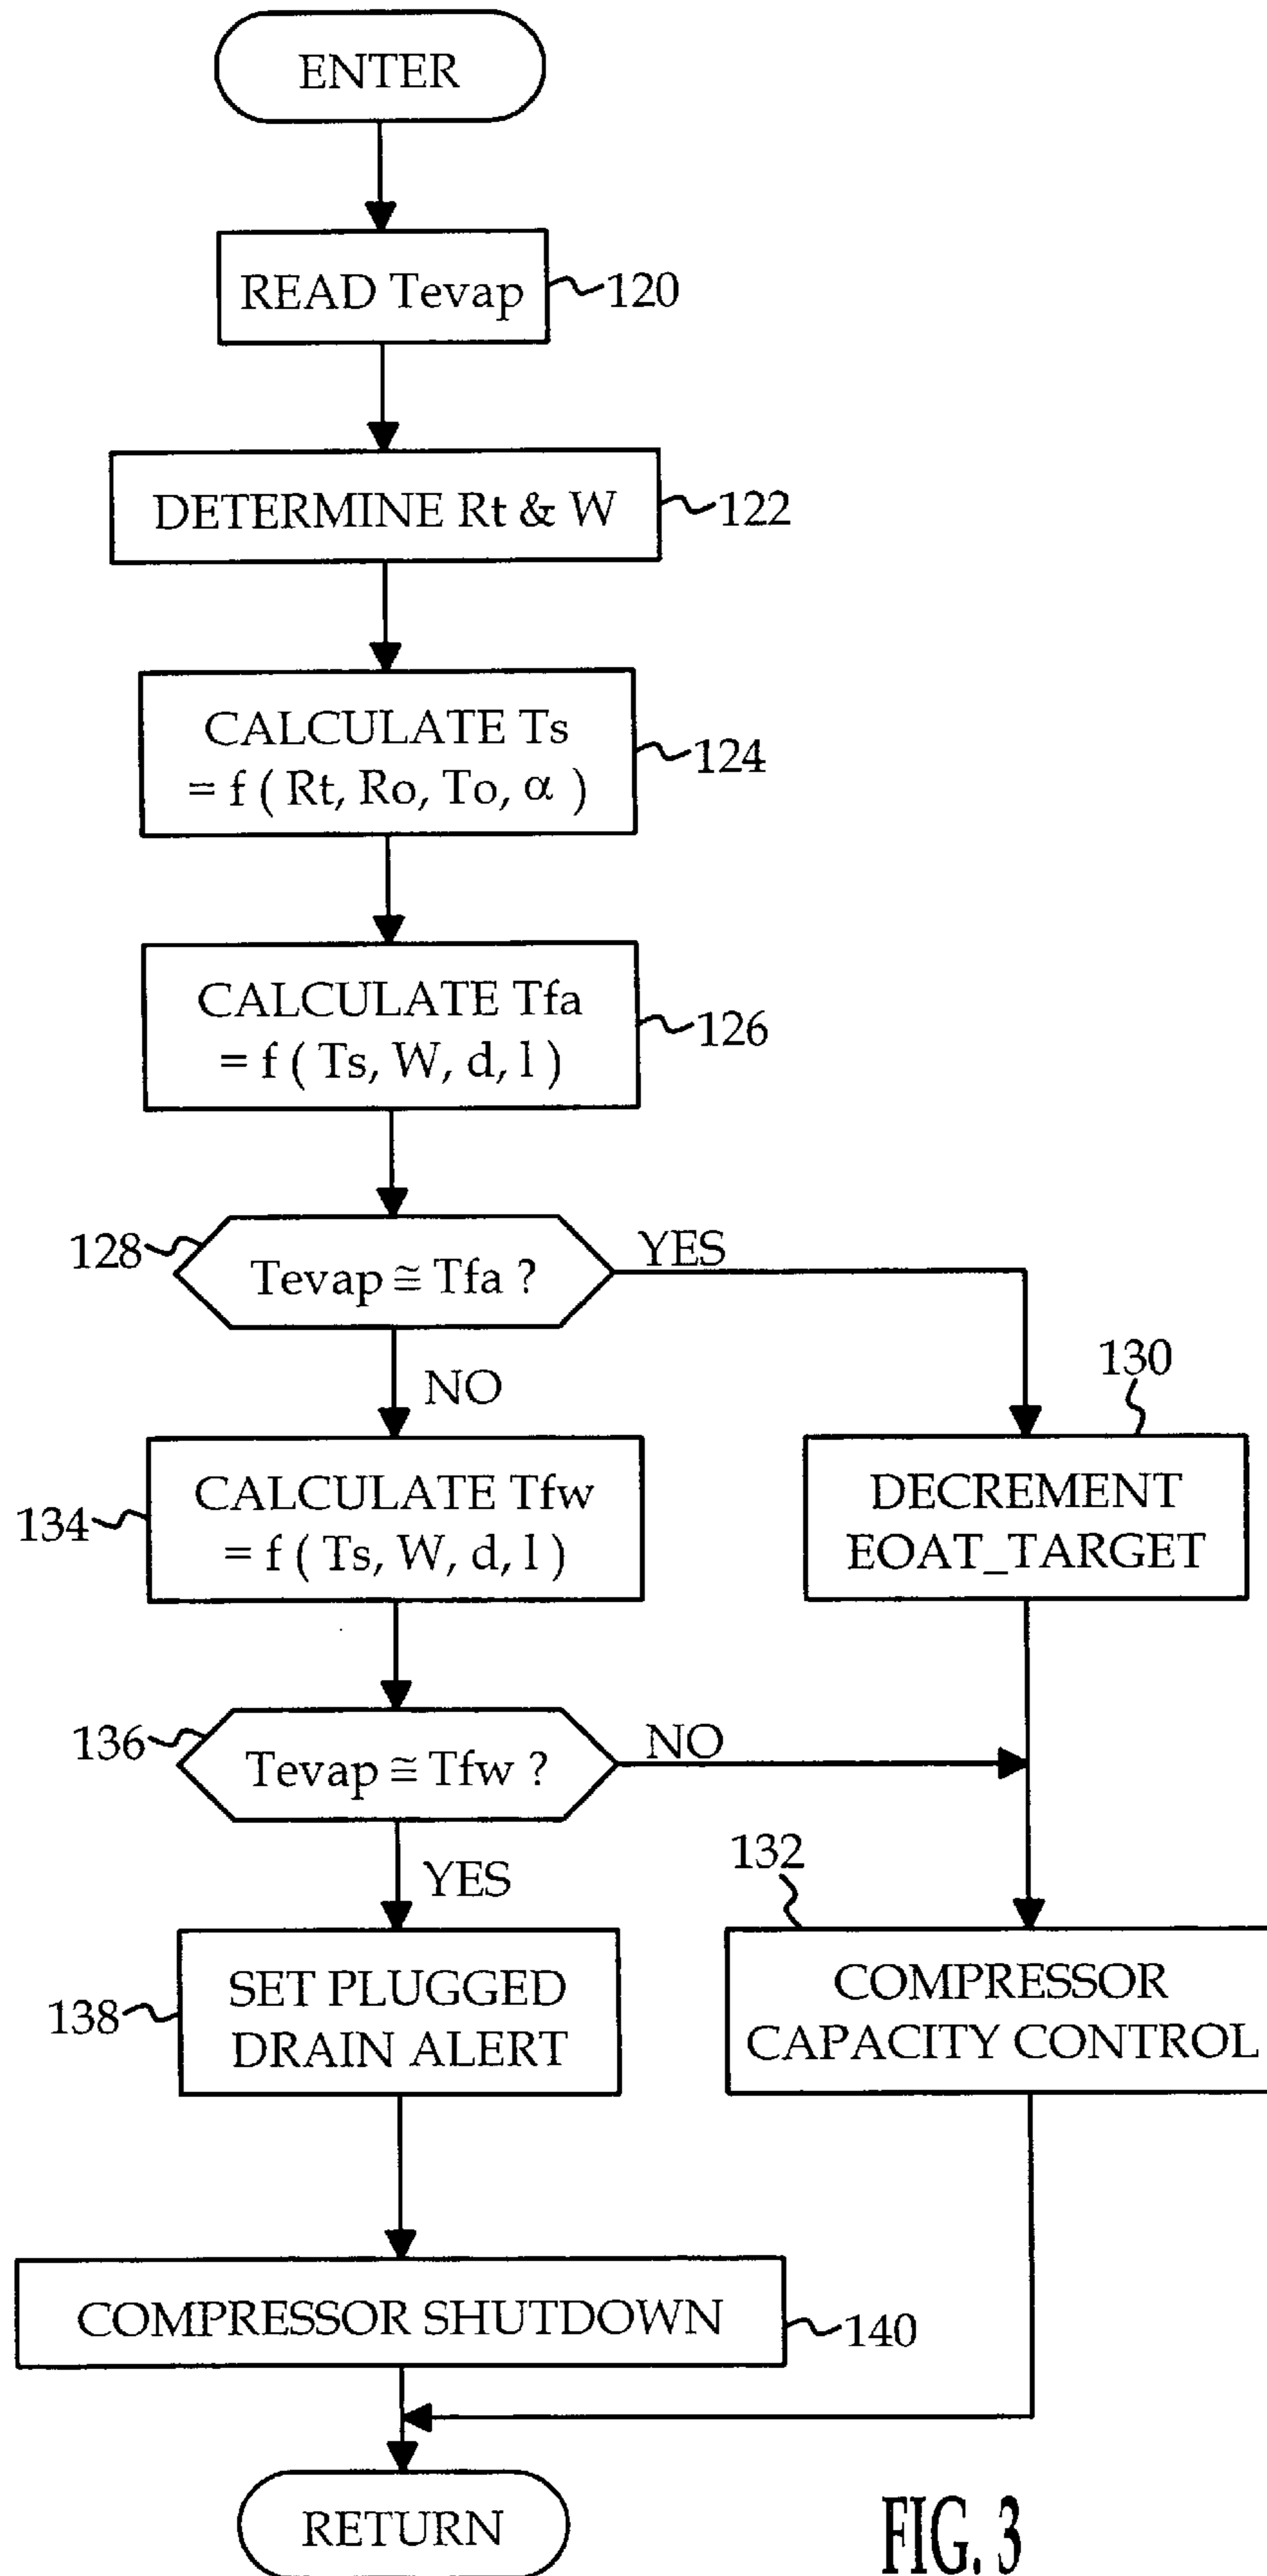 ENTER
READ Tevap
120
DETERMINE Rt & W
122
CALCULATE Ts
= f ( Rt, Ro, To, α )
124
CALCULATE Tfa
= f ( Ts, W, d, l )
126
128
Tevap ≅ Tfa ?
YES
NO
130
DECREMENT
EOAT_TARGET
134
CALCULATE Tfw
= f ( Ts, W, d, l )
136
Tevap ≅ Tfw ?
NO
YES
132
COMPRESSOR
CAPACITY CONTROL
138
SET PLUGGED
DRAIN ALERT
COMPRESSOR SHUTDOWN
140
RETURN
FIG. 3